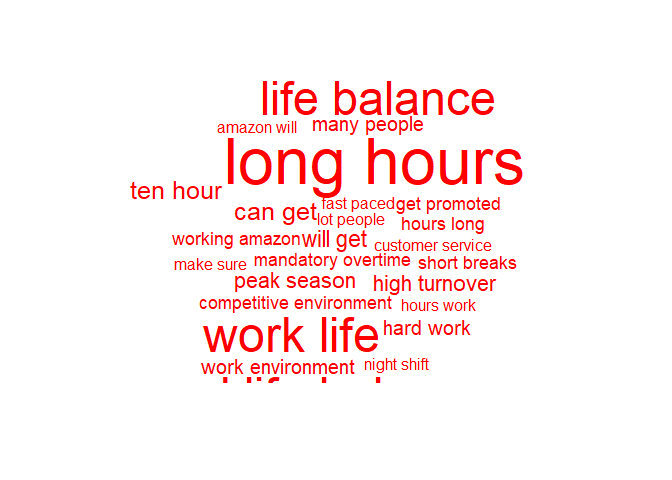 life balance
amazon will many people
long hours
ten hour
fast paced get promoted
can get lot people
hours long
working amazon will get
customer service
make sure mandatory overtime short breaks
peak season high turnover
competitive environment hours work
work life hard work
work environment night shift